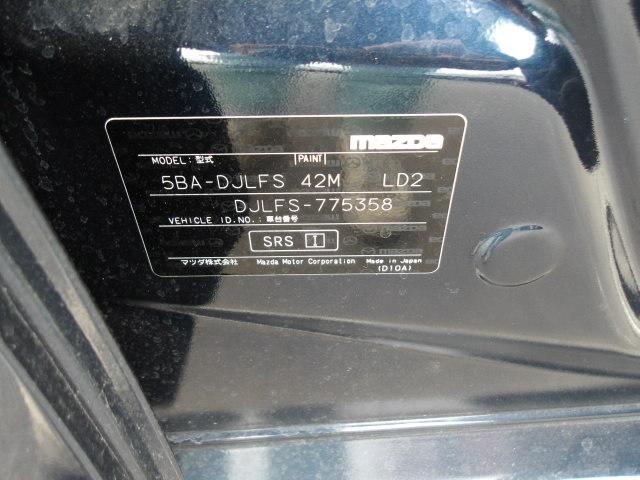 mazda
MODEL: 型式 PAINT
5BA-DJLFS 42M LD2
DJLFS-775358
VEHICLE ID.NO.: 車台番号
SRS I
マツダ株式会社 Mazda Motor Corporation Made in Japan
(D10A)